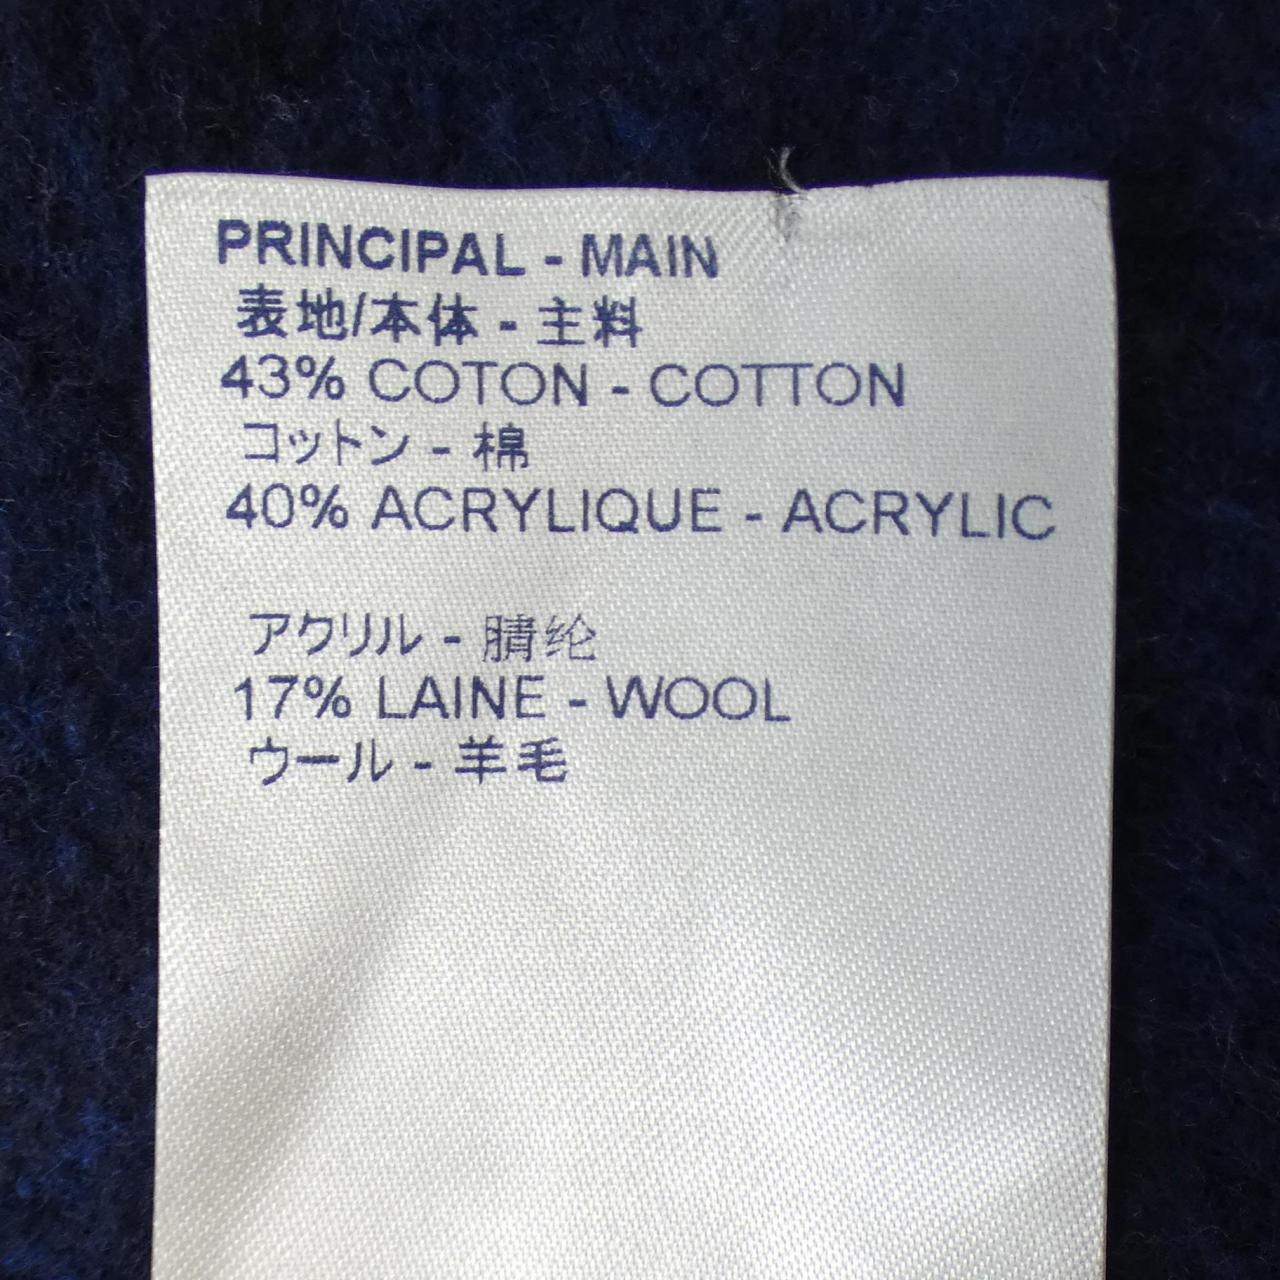 PRINCIPAL - MAIN
表地/本体 - 主料
43% COTON - COTTON
コットン - 棉
40% ACRYLIQUE - ACRYLIC
アクリル - 腈纶
17% LAINE - WOOL
ウール - 羊毛